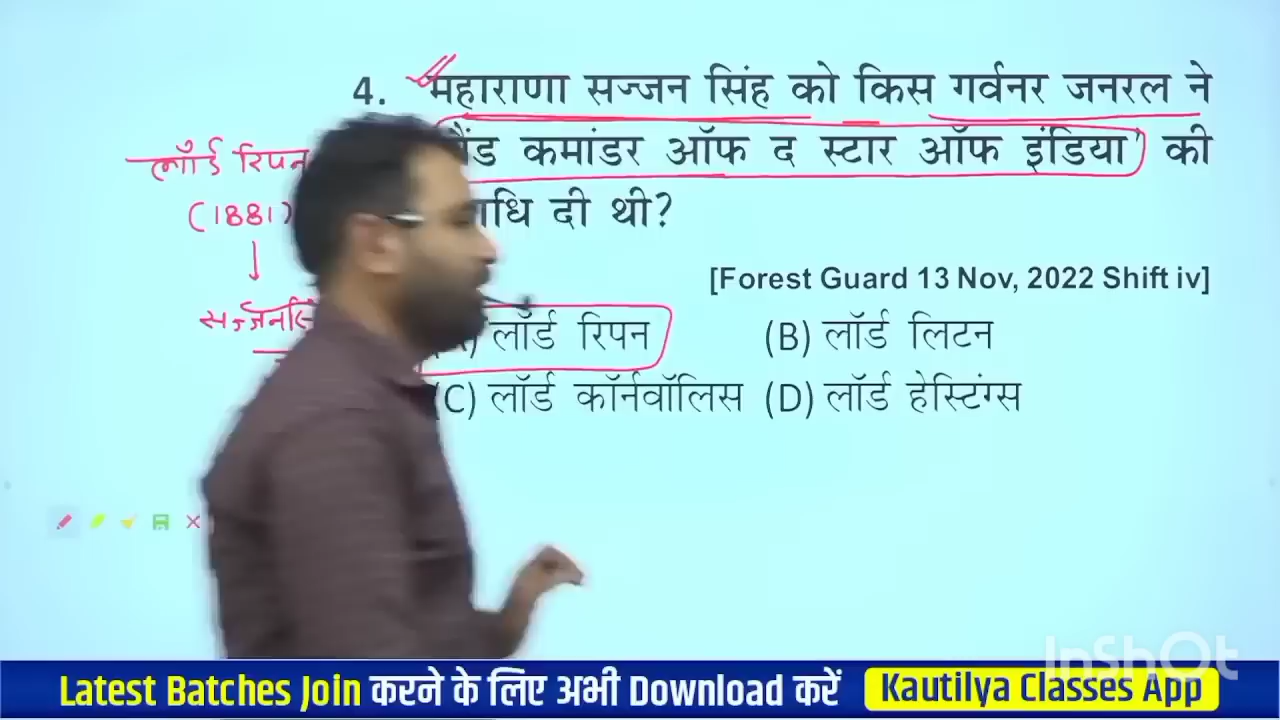 4. महाराणा सज्जन सिंह को किस गर्वनर जनरल ने
कमांडर ऑफ द स्टार ऑफ इंडिया' की
दी थी?
[Forest Guard 13 Nov, 2022 Shift iv]
लॉर्ड रिपन (B) लॉर्ड लिटन
(C) लॉर्ड कॉर्नवॉलिस (D) लॉर्ड हेस्टिंग्स
लॉर्ड रिपन
(1881)
Latest Batches Join करने के लिए अभी Download करें
Kautilya Classes App
InShOt